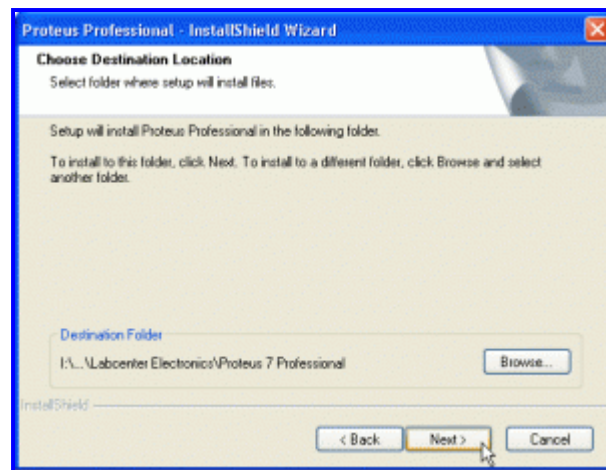 Proteus Professional - InstallShield Wizard
Choose Destination Location
Select folder where setup will install files.
Setup will install Proteus Professional in the following folder.
To install to this folder, click Next. To install to a different folder, click Browse and select
another folder.
Destination Folder
I:\...\Labcenter Electronics\Proteus 7 Professional
Browse...
InstallShield
< Back
Next >
Cancel